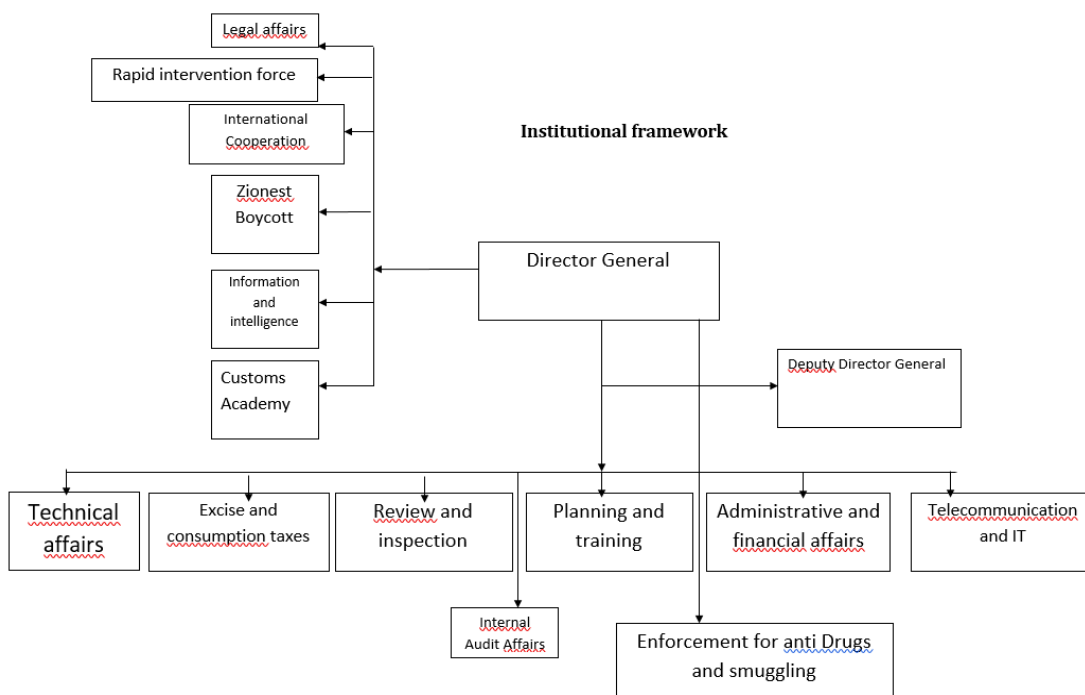 Legal affairs
Rapid intervention force
International
Cooperation
Institutional framework
Zionest
Boycott
Director General
Information
and
intelligence
Deputy Director General
Customs
Academy
Technical
affairs
Excise and
consumption taxes
Review and
inspection
Planning and
training
Administrative and
financial affairs
Telecommunication
and IT
Internal
Audit Affairs
Enforcement for anti Drugs
and smuggling